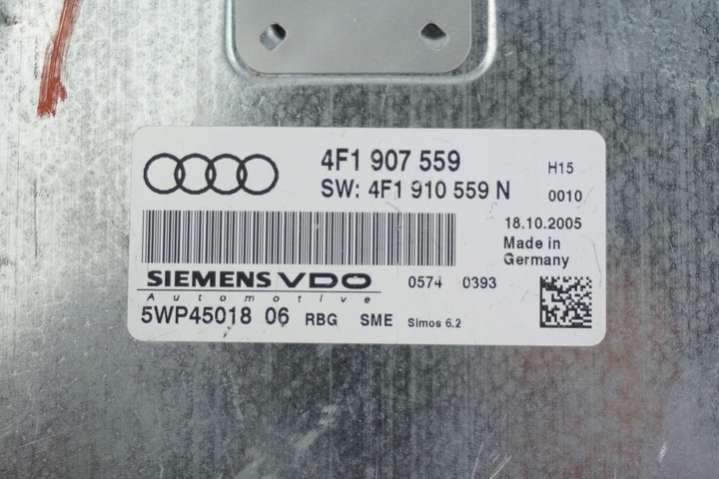 4F1 907 559 H15
SW: 4F1 910 559 N 0010
18.10.2005
Made in
Germany
SIEMENS VDO 0574 0393
Automotive
5WP45018 06 RBG SME Simos 6.2